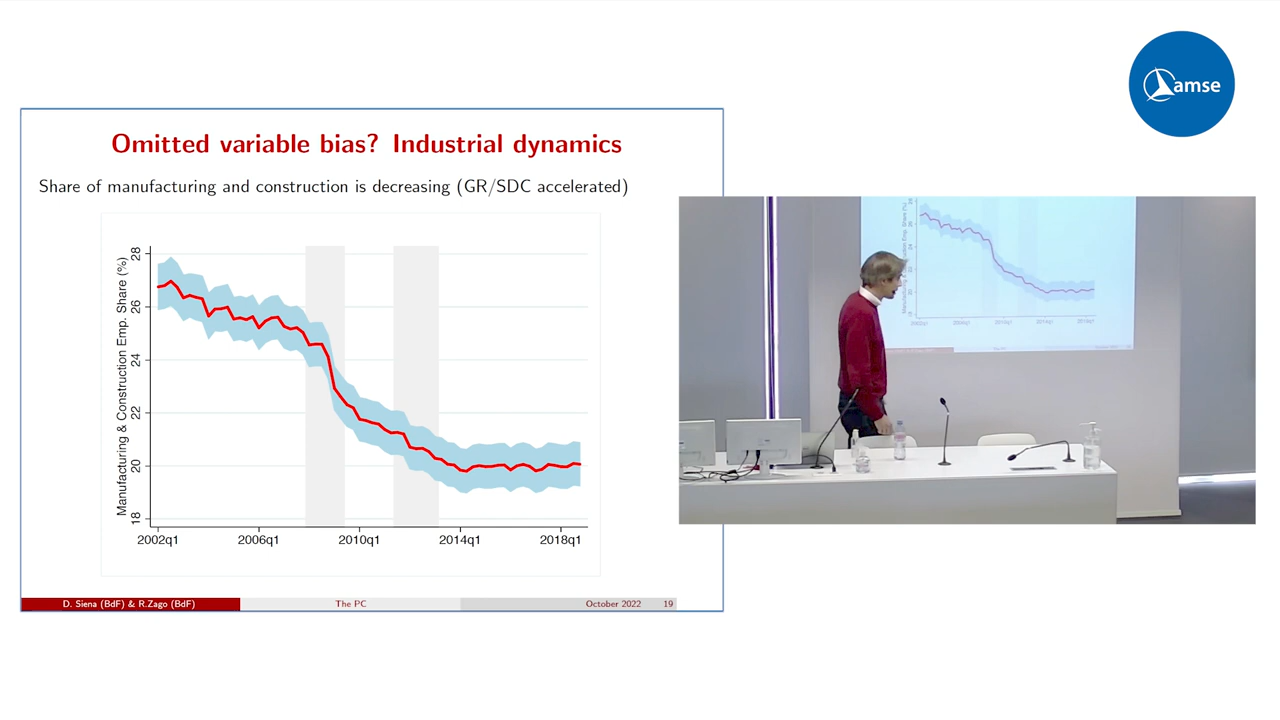 amse
Omitted variable bias? Industrial dynamics
Share of manufacturing and construction is decreasing (GR/SDC accelerated)
Manufacturing & Construction Emp. Share (%)
28
26
24
22
20
18
2002q1
2006q1
2010q1
2014q1
2018q1
D. Siena (BdF) & R.Zago (BdF)
The PC
October 2022
19